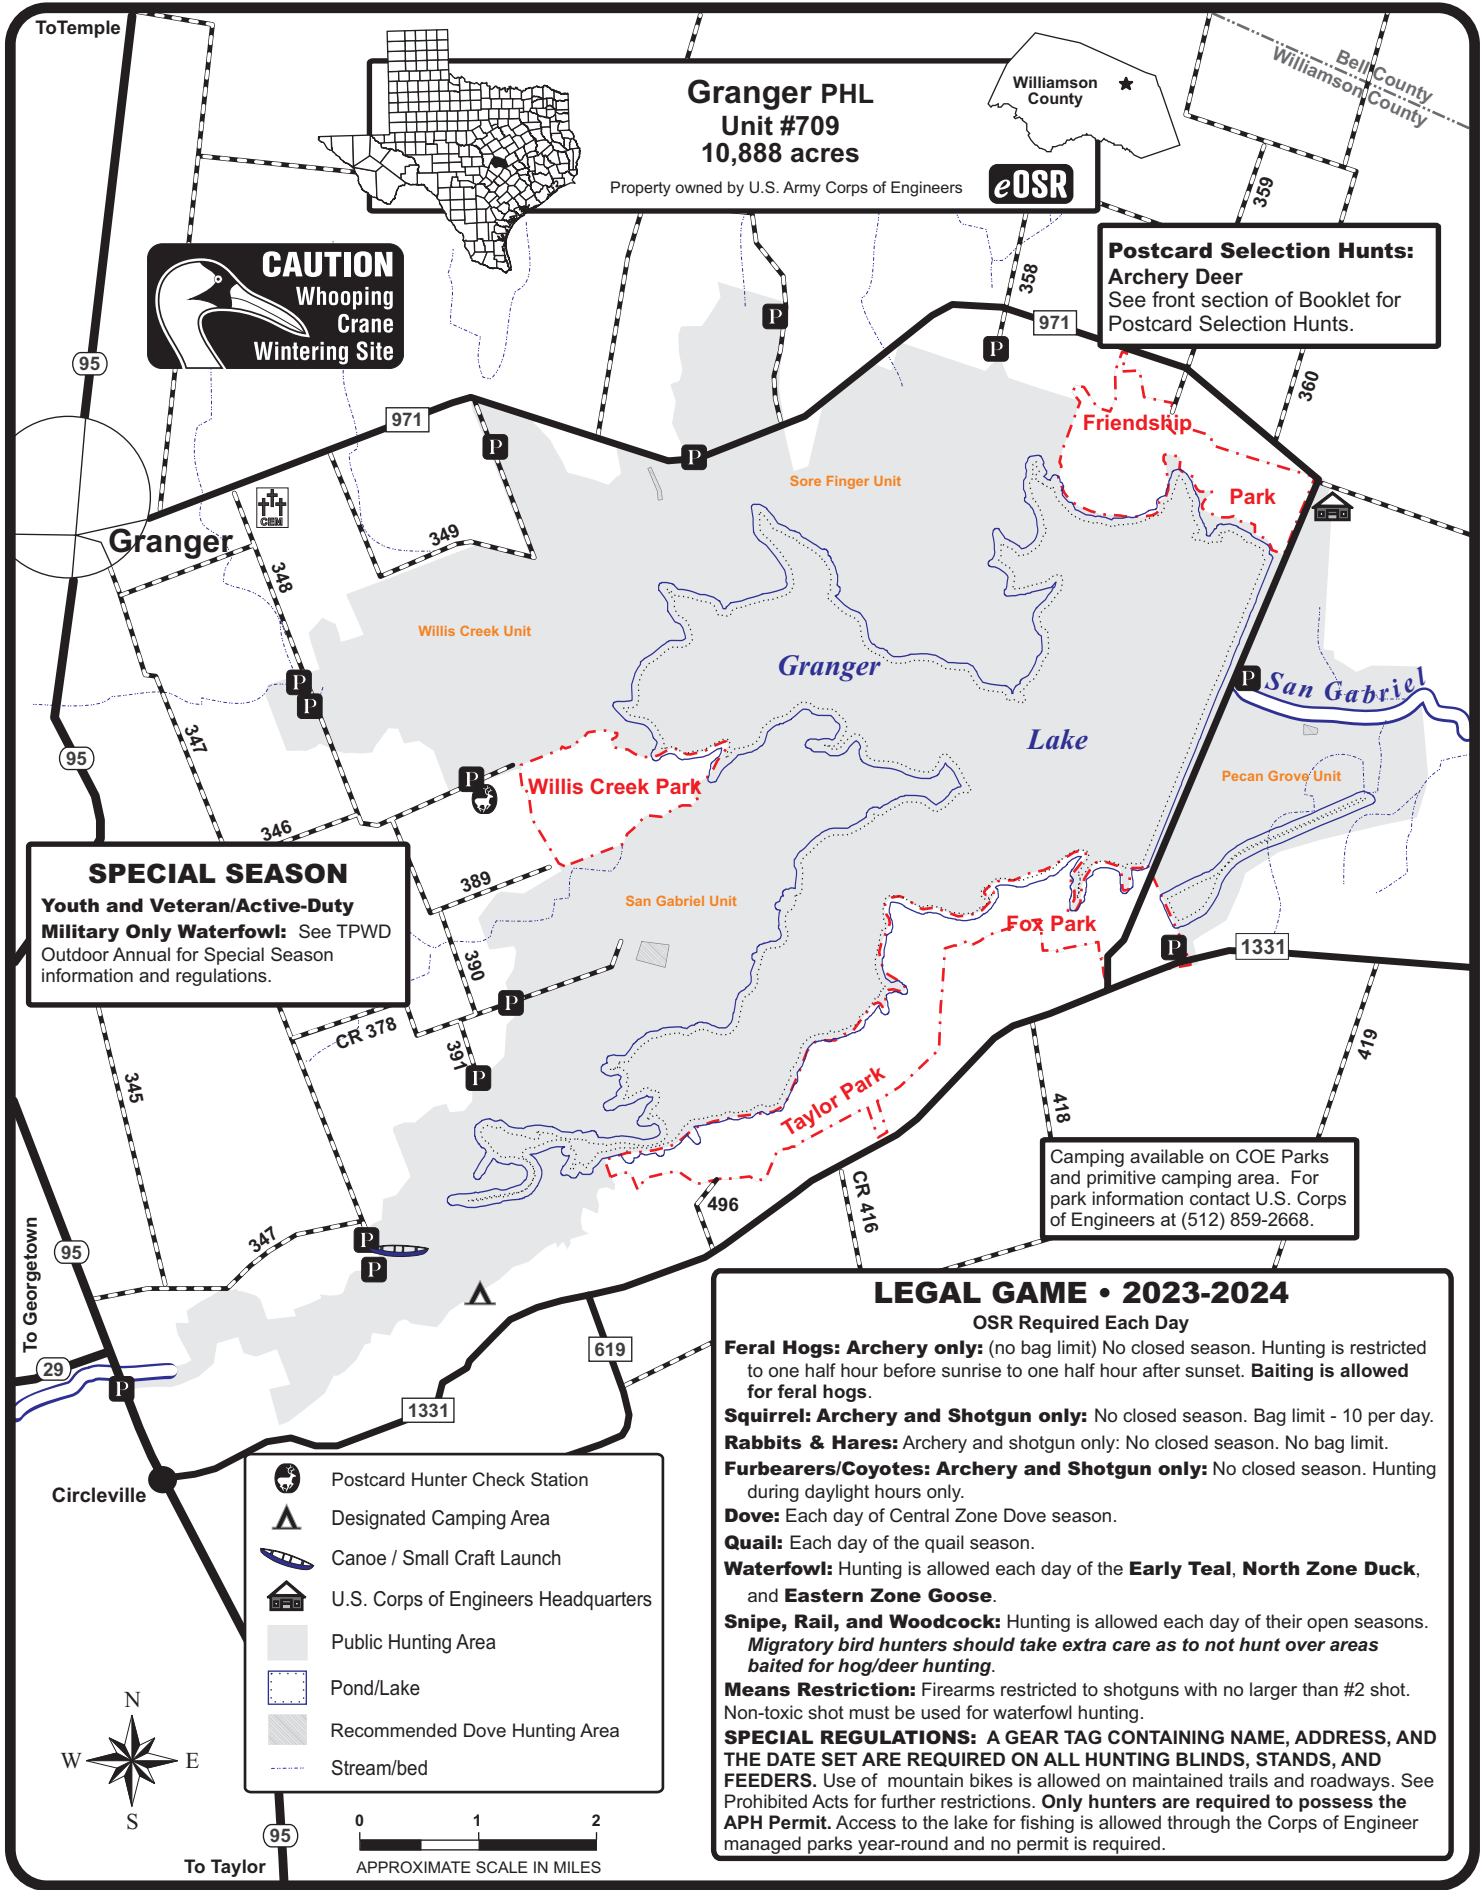 ToTemple
Granger PHL
Unit #709
10,888 acres
Property owned by U.S. Army Corps of Engineers
Williamson
County
eOSR
Bell County
Williamson County
CAUTION
Whooping
Crane
Wintering Site
Postcard Selection Hunts:
Archery Deer
See front section of Booklet for
Postcard Selection Hunts.
359
358
971
360
95
971
P
P
P
P
Friendship
Park
Sore Finger Unit
CEM
Granger
349
348
Willis Creek Unit
Granger
Lake
P
San Gabriel
P
P
347
95
P
Willis Creek Park
Pecan Grove Unit
346
389
San Gabriel Unit
SPECIAL SEASON
Youth and Veteran/Active-Duty
Military Only Waterfowl: See TPWD
Outdoor Annual for Special Season
information and regulations.
Fox Park
P
1331
390
P
CR 378
391
P
345
419
418
Taylor Park
Camping available on COE Parks
and primitive camping area. For
park information contact U.S. Corps
of Engineers at (512) 859-2668.
496
CR 416
347
P
P
To Georgetown
95
29
P
619
1331
Circleville
LEGAL GAME • 2023-2024
OSR Required Each Day
Feral Hogs: Archery only: (no bag limit) No closed season. Hunting is restricted
to one half hour before sunrise to one half hour after sunset. Baiting is allowed
for feral hogs.
Squirrel: Archery and Shotgun only: No closed season. Bag limit - 10 per day.
Rabbits & Hares: Archery and shotgun only: No closed season. No bag limit.
Furbearers/Coyotes: Archery and Shotgun only: No closed season. Hunting
during daylight hours only.
Dove: Each day of Central Zone Dove season.
Quail: Each day of the quail season.
Waterfowl: Hunting is allowed each day of the Early Teal, North Zone Duck,
and Eastern Zone Goose.
Snipe, Rail, and Woodcock: Hunting is allowed each day of their open seasons.
Migratory bird hunters should take extra care as to not hunt over areas
baited for hog/deer hunting.
Means Restriction: Firearms restricted to shotguns with no larger than #2 shot.
Non-toxic shot must be used for waterfowl hunting.
SPECIAL REGULATIONS: A GEAR TAG CONTAINING NAME, ADDRESS, AND
THE DATE SET ARE REQUIRED ON ALL HUNTING BLINDS, STANDS, AND
FEEDERS. Use of mountain bikes is allowed on maintained trails and roadways. See
Prohibited Acts for further restrictions. Only hunters are required to possess the
APH Permit. Access to the lake for fishing is allowed through the Corps of Engineer
managed parks year-round and no permit is required.
Postcard Hunter Check Station
Designated Camping Area
Canoe / Small Craft Launch
U.S. Corps of Engineers Headquarters
Public Hunting Area
Pond/Lake
Recommended Dove Hunting Area
Stream/bed
N
W E
S
0 1 2
APPROXIMATE SCALE IN MILES
95
To Taylor